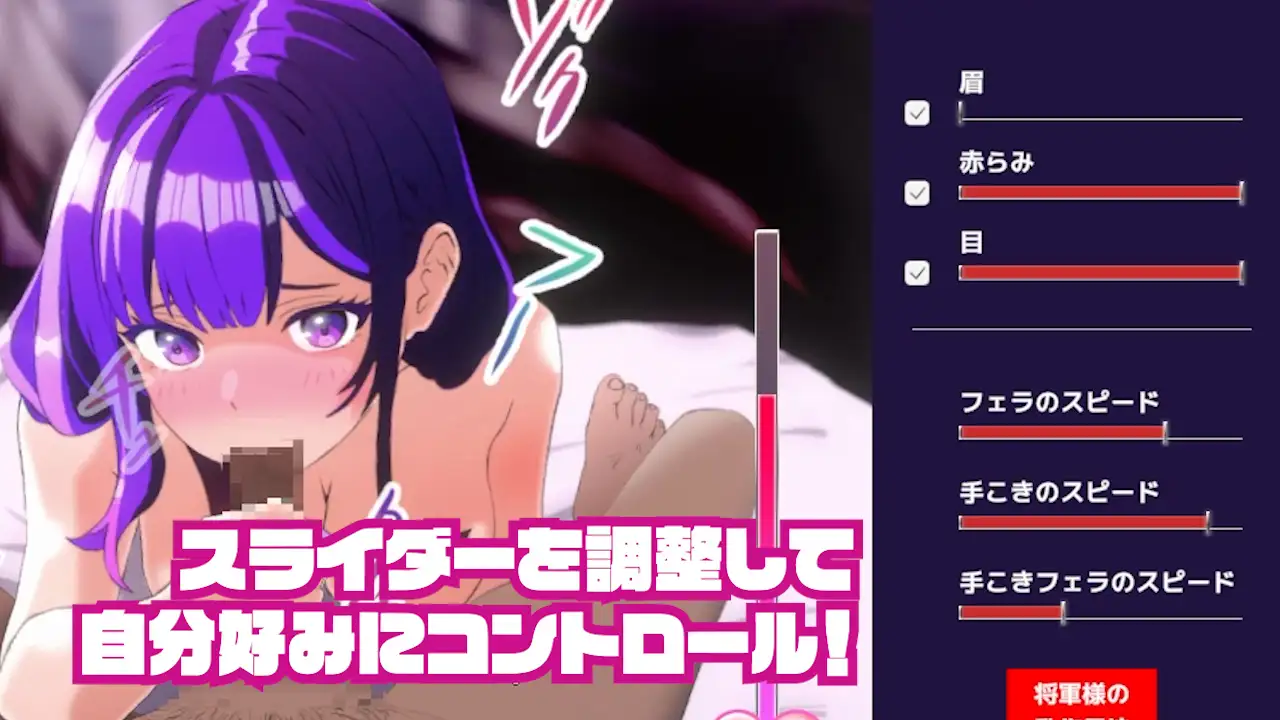 眉
赤らみ
目
フェラのスピード
手こきのスピード
手こきフェラのスピード
スライダーを調整して
自分好みにコントロール!
将軍様の